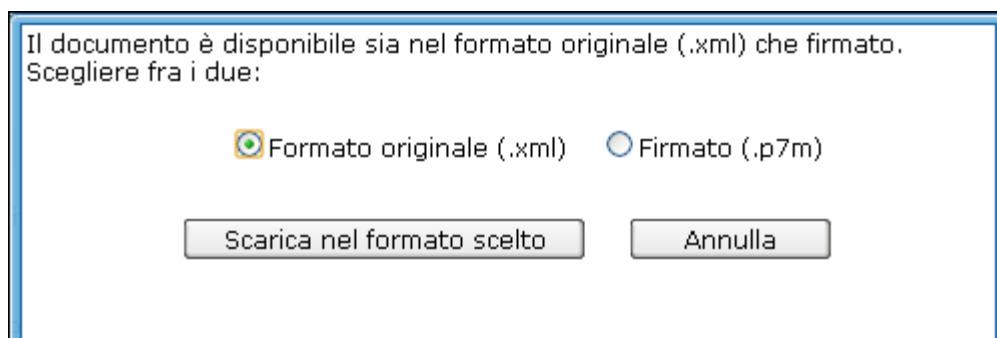 Il documento è disponibile sia nel formato originale (.xml) che firmato.
Scegliere fra i due:
Formato originale (.xml) Firmato (.p7m)
Scarica nel formato scelto Annulla